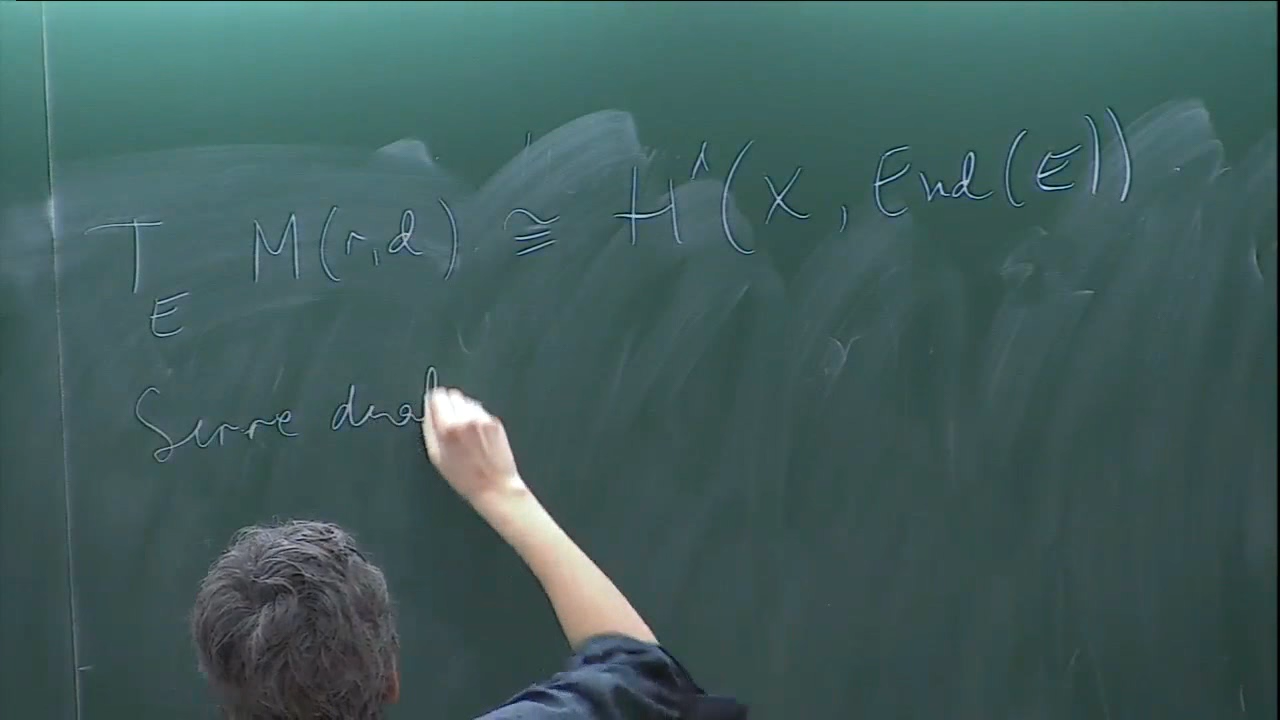 T_E M(r,d) ≅ H^1(X, End(E))
Serre dual